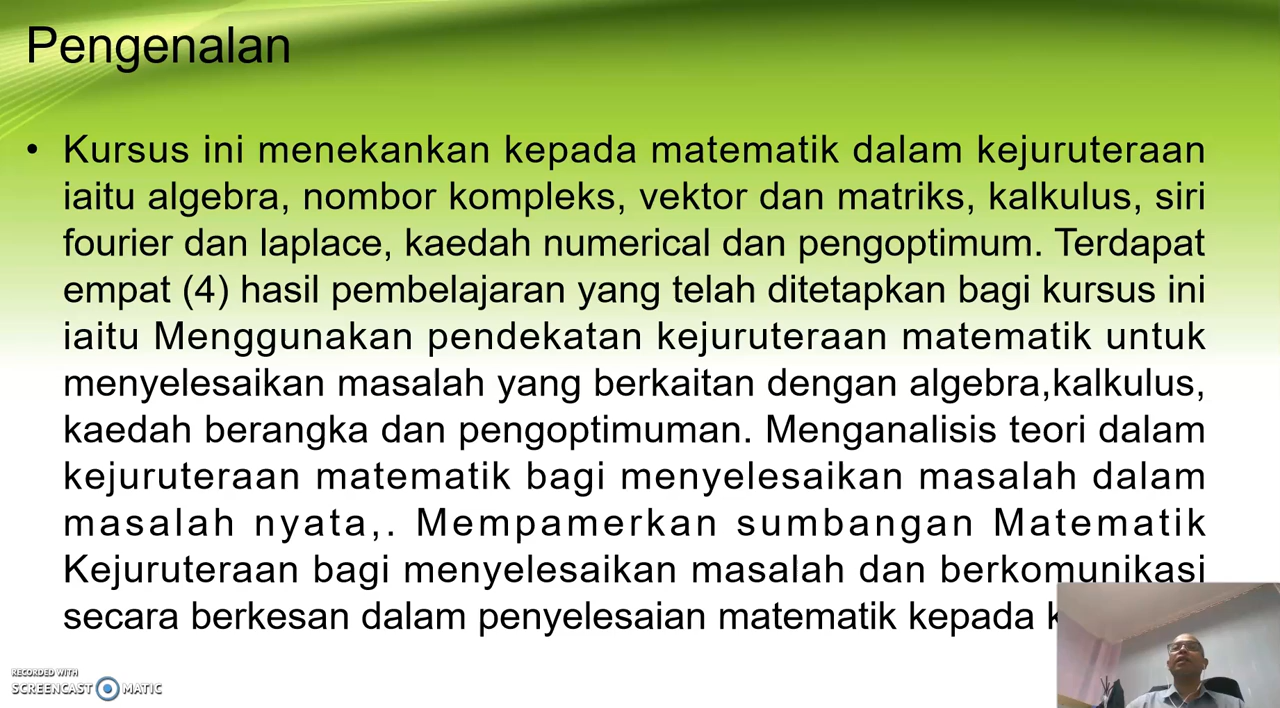 Pengenalan
• Kursus ini menekankan kepada matematik dalam kejuruteraan
iaitu algebra, nombor kompleks, vektor dan matriks, kalkulus, siri
fourier dan laplace, kaedah numerical dan pengoptimum. Terdapat
empat (4) hasil pembelajaran yang telah ditetapkan bagi kursus ini
iaitu Menggunakan pendekatan kejuruteraan matematik untuk
menyelesaikan masalah yang berkaitan dengan algebra,kalkulus,
kaedah berangka dan pengoptimuman. Menganalisis teori dalam
kejuruteraan matematik bagi menyelesaikan masalah dalam
masalah nyata,. Mempamerkan sumbangan Matematik
Kejuruteraan bagi menyelesaikan masalah dan berkomunikasi
secara berkesan dalam penyelesaian matematik kepada
RECORDED WITH
SCREENCAST MATIC